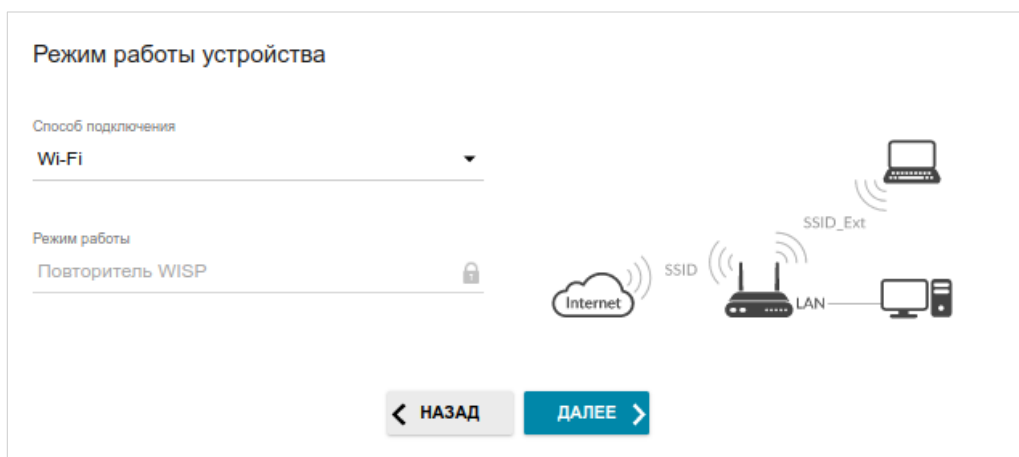 Режим работы устройства
Способ подключения
Wi-Fi
Режим работы
Повторитель WISP
SSID_Ext
SSID
Internet
LAN
НАЗАД
ДАЛЕЕ